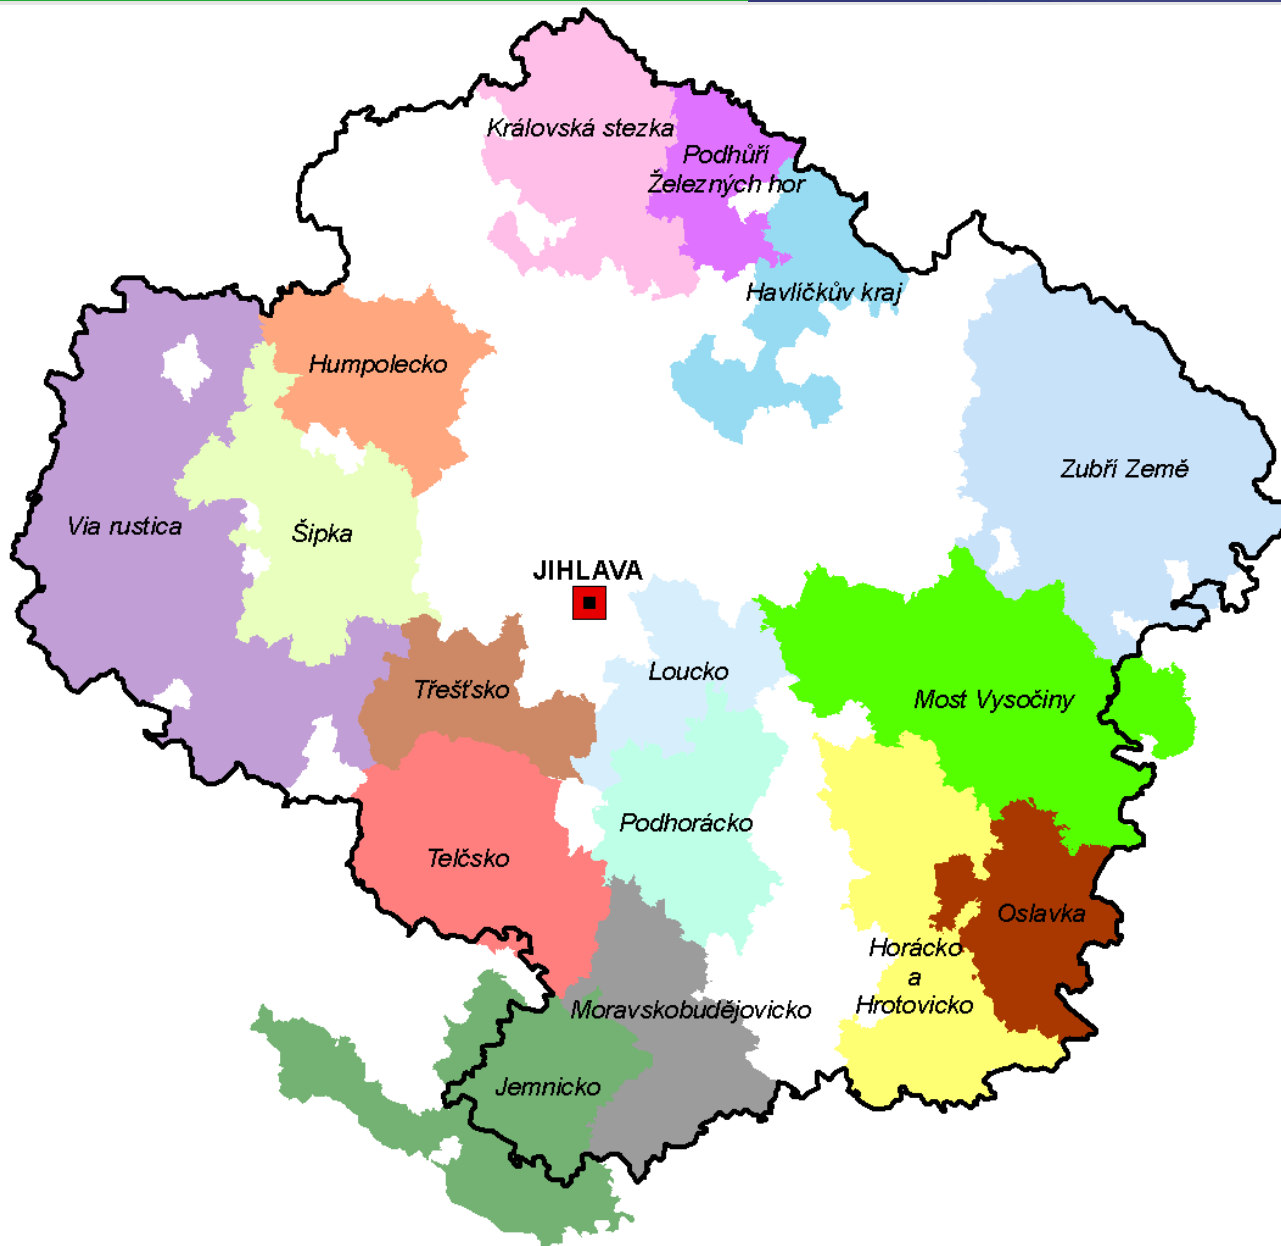 Královská stezka
Podhůří
Železných hor
Havlíčkův kraj
Humpolecko
Zubří Země
Via rustica
Šipka
JIHLAVA
Loucko
Třešťsko
Most Vysočiny
Podhorácko
Telčsko
Oslavka
Horácko
a
Hrotovicko
Moravskobudějovicko
Jemnicko